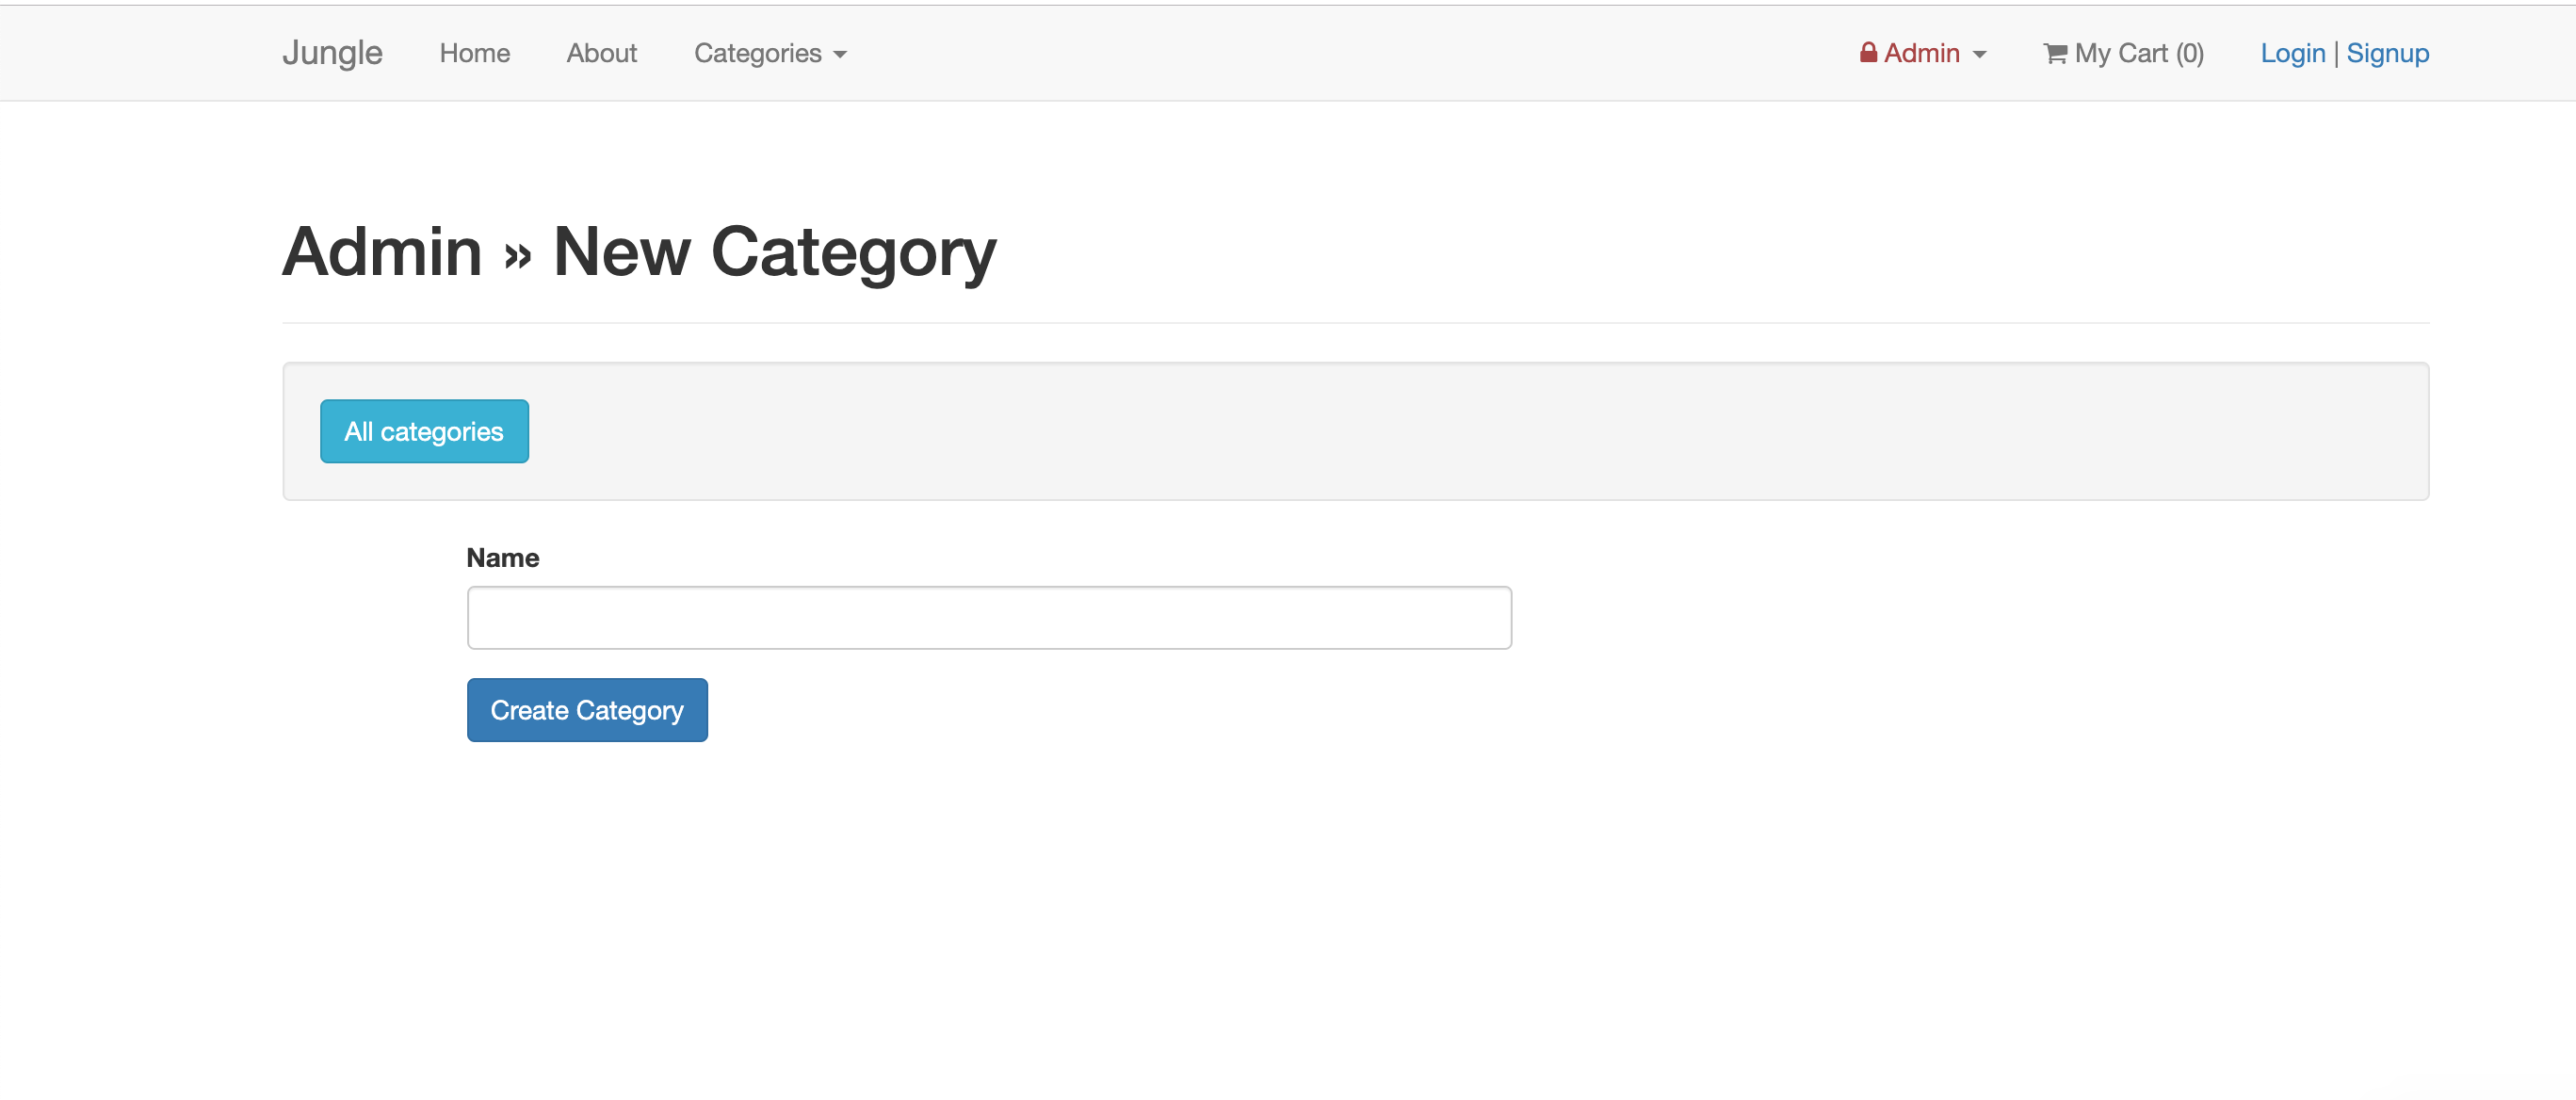 Jungle Home About Categories Admin My Cart (0) Login | Signup
Admin » New Category
All categories
Name
Create Category